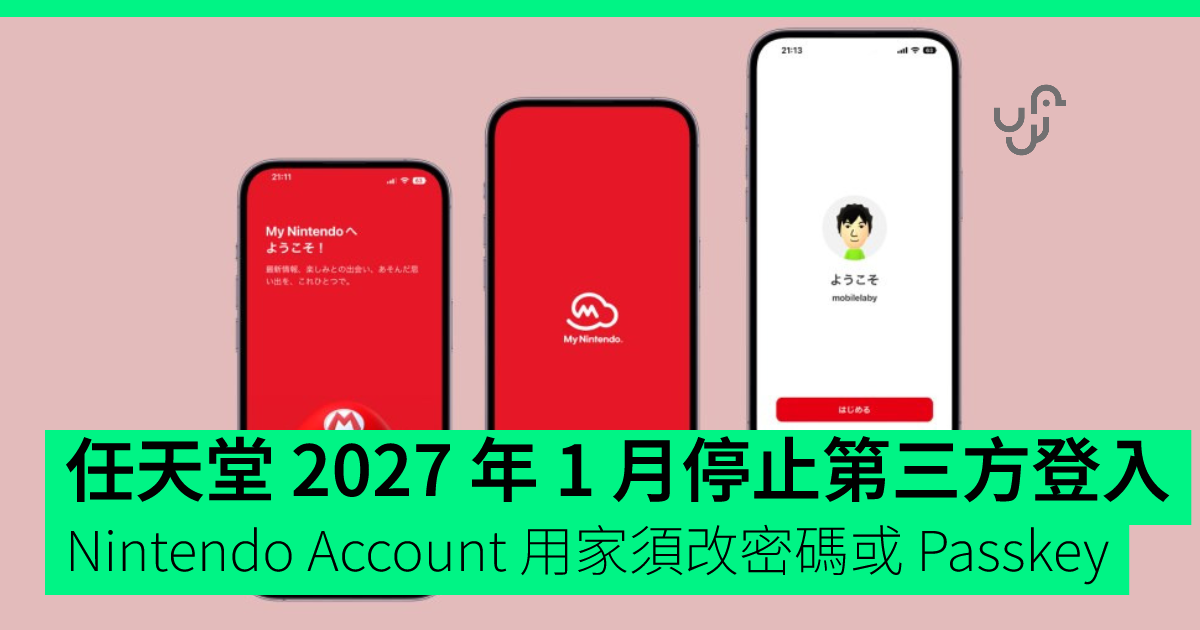 21:11
My Nintendoへ
ようこそ！
最新情報、楽しみとの出会い、あそんだ思
い出を、これひとつで。
My Nintendo.
21:13
ようこそ
mobilelaby
はじめる
任天堂 2027 年 1 月停止第三方登入
Nintendo Account 用家須改密碼或 Passkey